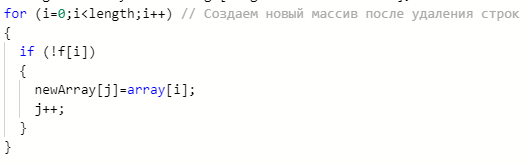 for (i=0;i<length;i++) // Создаем новый массив после удаления строк
{
  if (!f[i])
  {
    newArray[j]=array[i];
    j++;
  }
}